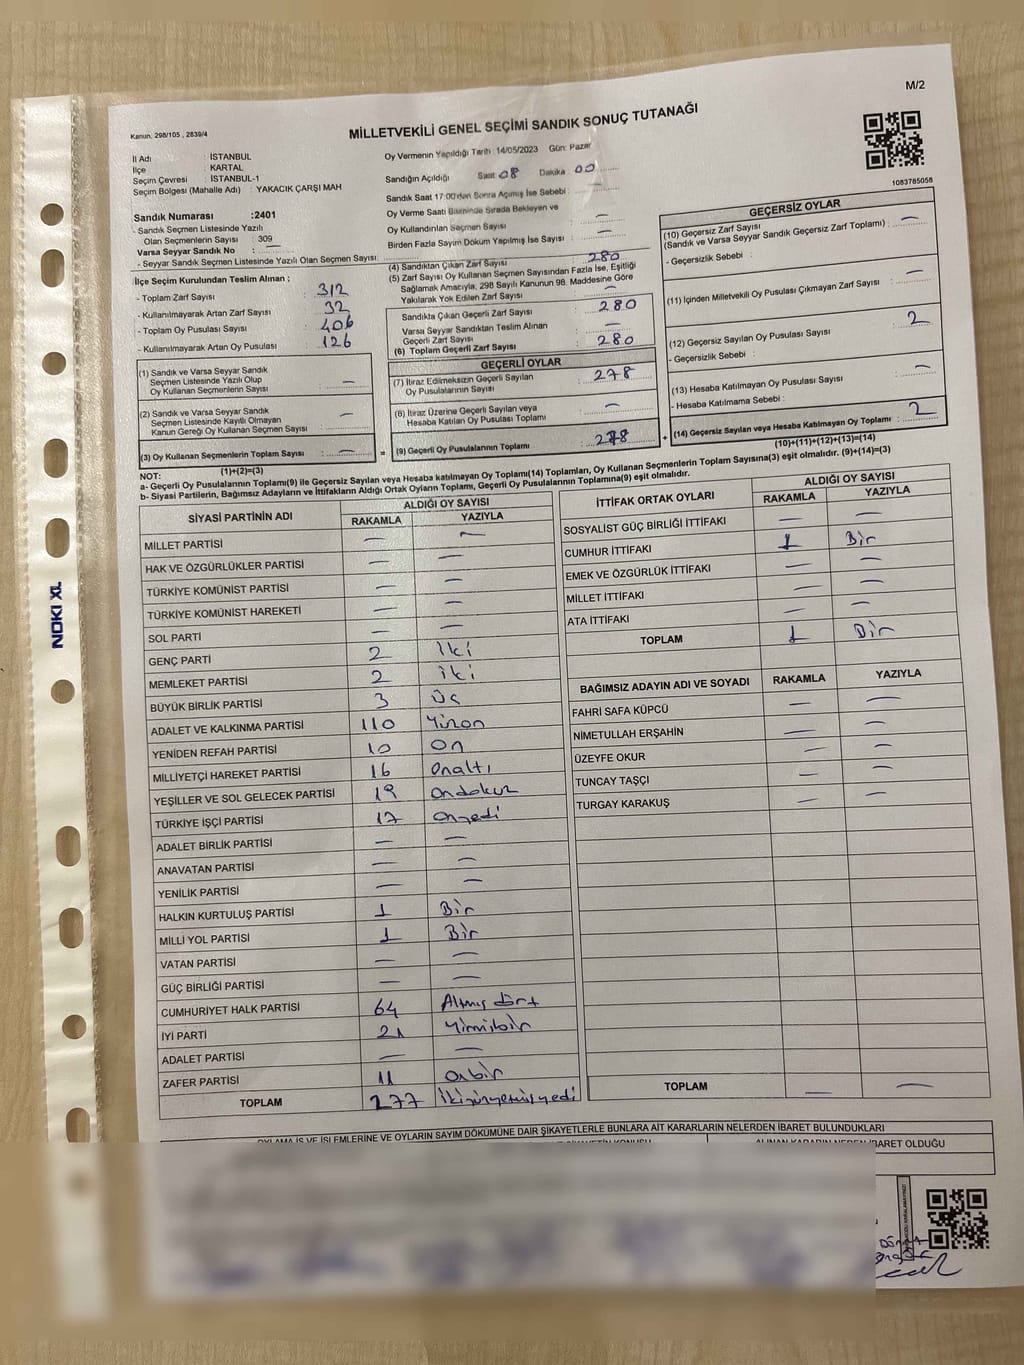 M/2
Kanun, 298/105 , 2839/4
MİLLETVEKİLİ GENEL SEÇİMİ SANDIK SONUÇ TUTANAĞI
1083785058
İl Adı : İSTANBUL
İlçe : KARTAL
Seçim Çevresi : İSTANBUL-1
Seçim Bölgesi (Mahalle Adı) : YAKACIK ÇARŞI MAH
Sandık Numarası :2401
- Sandık Seçmen Listesinde Yazılı
Olan Seçmenlerin Sayısı : 309
Varsa Seyyar Sandık No :
- Seyyar Sandık Seçmen Listesinde Yazılı Olan Seçmen Sayısı:
Oy Vermenin Yapıldığı Tarih :14/05/2023 Gün: Pazar
Sandığın Açıldığı Saat 08 Dakika 00
Sandık Saat 17:00'den Sonra Açılmış İse Sebebi : —
Oy Verme Saati Bitiminde Sırada Bekleyen ve
Oy Kullandırılan Seçmen Sayısı : —
Birden Fazla Sayım Döküm Yapılmış İse Sayısı : —
İlçe Seçim Kurulundan Teslim Alınan ;
- Toplam Zarf Sayısı : 312
- Kullanılmayarak Artan Zarf Sayısı : 32
- Toplam Oy Pusulası Sayısı : 406
- Kullanılmayarak Artan Oy Pusulası : 126
(1) Sandık ve Varsa Seyyar Sandık
Seçmen Listesinde Yazılı Olup
Oy Kullanan Seçmenlerin Sayısı : —
(2) Sandık ve Varsa Seyyar Sandık
Seçmen Listesinde Kayıtlı Olmayan
Kanun Gereği Oy Kullanan Seçmen Sayısı : —
(3) Oy Kullanan Seçmenlerin Toplam Sayısı : —
(1)+(2)=(3)
(4) Sandıktan Çıkan Zarf Sayısı : 280
(5) Zarf Sayısı Oy Kullanan Seçmen Sayısından Fazla İse, Eşitliği
Sağlamak Amacıyla, 298 Sayılı Kanunun 98. Maddesine Göre
Yakılarak Yok Edilen Zarf Sayısı : —
Sandıkta Çıkan Geçerli Zarf Sayısı : 280
Varsa Seyyar Sandıktan Teslim Alınan
Geçerli Zarf Sayısı : —
(6) Toplam Geçerli Zarf Sayısı : 280
GEÇERLİ OYLAR
(7) İtiraz Edilmeksizin Geçerli Sayılan
Oy Pusulalarının Sayısı : 278
(8) İtiraz Üzerine Geçerli Sayılan veya
Hesaba Katılan Oy Pusulası Toplamı : —
= (9) Geçerli Oy Pusulalarının Toplamı : 278
GEÇERSİZ OYLAR
(10) Geçersiz Zarf Sayısı
(Sandık ve Varsa Seyyar Sandık Geçersiz Zarf Toplamı) : —
- Geçersizlik Sebebi :
(11) İçinden Milletvekili Oy Pusulası Çıkmayan Zarf Sayısı : —
(12) Geçersiz Sayılan Oy Pusulası Sayısı : 2
- Geçersizlik Sebebi :
(13) Hesaba Katılmayan Oy Pusulası Sayısı : —
- Hesaba Katılmama Sebebi :
+ (14) Geçersiz Sayılan veya Hesaba Katılmayan Oy Toplamı : 2
(10)+(11)+(12)+(13)=(14)
NOT:
a- Geçerli Oy Pusulalarının Toplamı(9) ile Geçersiz Sayılan veya Hesaba katılmayan Oy Toplamı(14) Toplamları, Oy Kullanan Seçmenlerin Toplam Sayısına(3) eşit olmalıdır. (9)+(14)=(3)
b- Siyasi Partilerin, Bağımsız Adayların ve İttifakların Aldığı Ortak Oyların Toplamı, Geçerli Oy Pusulalarının Toplamına(9) eşit olmalıdır.
SİYASİ PARTİNİN ADI ALDIĞI OY SAYISI
RAKAMLA YAZIYLA
MİLLET PARTİSİ — —
HAK VE ÖZGÜRLÜKLER PARTİSİ — —
TÜRKİYE KOMÜNİST PARTİSİ — —
TÜRKİYE KOMÜNİST HAREKETİ — —
SOL PARTİ — —
GENÇ PARTİ 2 İki
MEMLEKET PARTİSİ 2 iki
BÜYÜK BİRLİK PARTİSİ 3 Üç
ADALET VE KALKINMA PARTİSİ 110 Yüzon
YENİDEN REFAH PARTİSİ 10 On
MİLLİYETÇİ HAREKET PARTİSİ 16 Onaltı
YEŞİLLER VE SOL GELECEK PARTİSİ 19 Ondokuz
TÜRKİYE İŞÇİ PARTİSİ 17 Onyedi
ADALET BİRLİK PARTİSİ — —
ANAVATAN PARTİSİ — —
YENİLİK PARTİSİ — —
HALKIN KURTULUŞ PARTİSİ 1 Bir
MİLLİ YOL PARTİSİ 1 Bir
VATAN PARTİSİ — —
GÜÇ BİRLİĞİ PARTİSİ — —
CUMHURİYET HALK PARTİSİ 64 Altmış dört
İYİ PARTİ 21 Yirmibir
ADALET PARTİSİ — —
ZAFER PARTİSİ 11 Onbir
TOPLAM 277 İkiyüzyetmişyedi
İTTİFAK ORTAK OYLARI ALDIĞI OY SAYISI
RAKAMLA YAZIYLA
SOSYALİST GÜÇ BİRLİĞİ İTTİFAKI — —
CUMHUR İTTİFAKI 1 Bir
EMEK VE ÖZGÜRLÜK İTTİFAKI — —
MİLLET İTTİFAKI — —
ATA İTTİFAKI — —
TOPLAM 1 Bir
BAĞIMSIZ ADAYIN ADI VE SOYADI RAKAMLA YAZIYLA
FAHRİ SAFA KÜPCÜ — —
NİMETULLAH ERŞAHİN — —
ÜZEYFE OKUR — —
TUNCAY TAŞÇI — —
TURGAY KARAKUŞ — —
TOPLAM — —
OYLAMA İŞ VE İŞLEMLERİNE VE OYLARIN SAYIM DÖKÜMÜNE DAİR ŞİKAYETLERLE BUNLARA AİT KARARLARIN NELERDEN İBARET BULUNDUKLARI
ALINAN KARARIN NEDEN İBARET OLDUĞU
NOKI XL